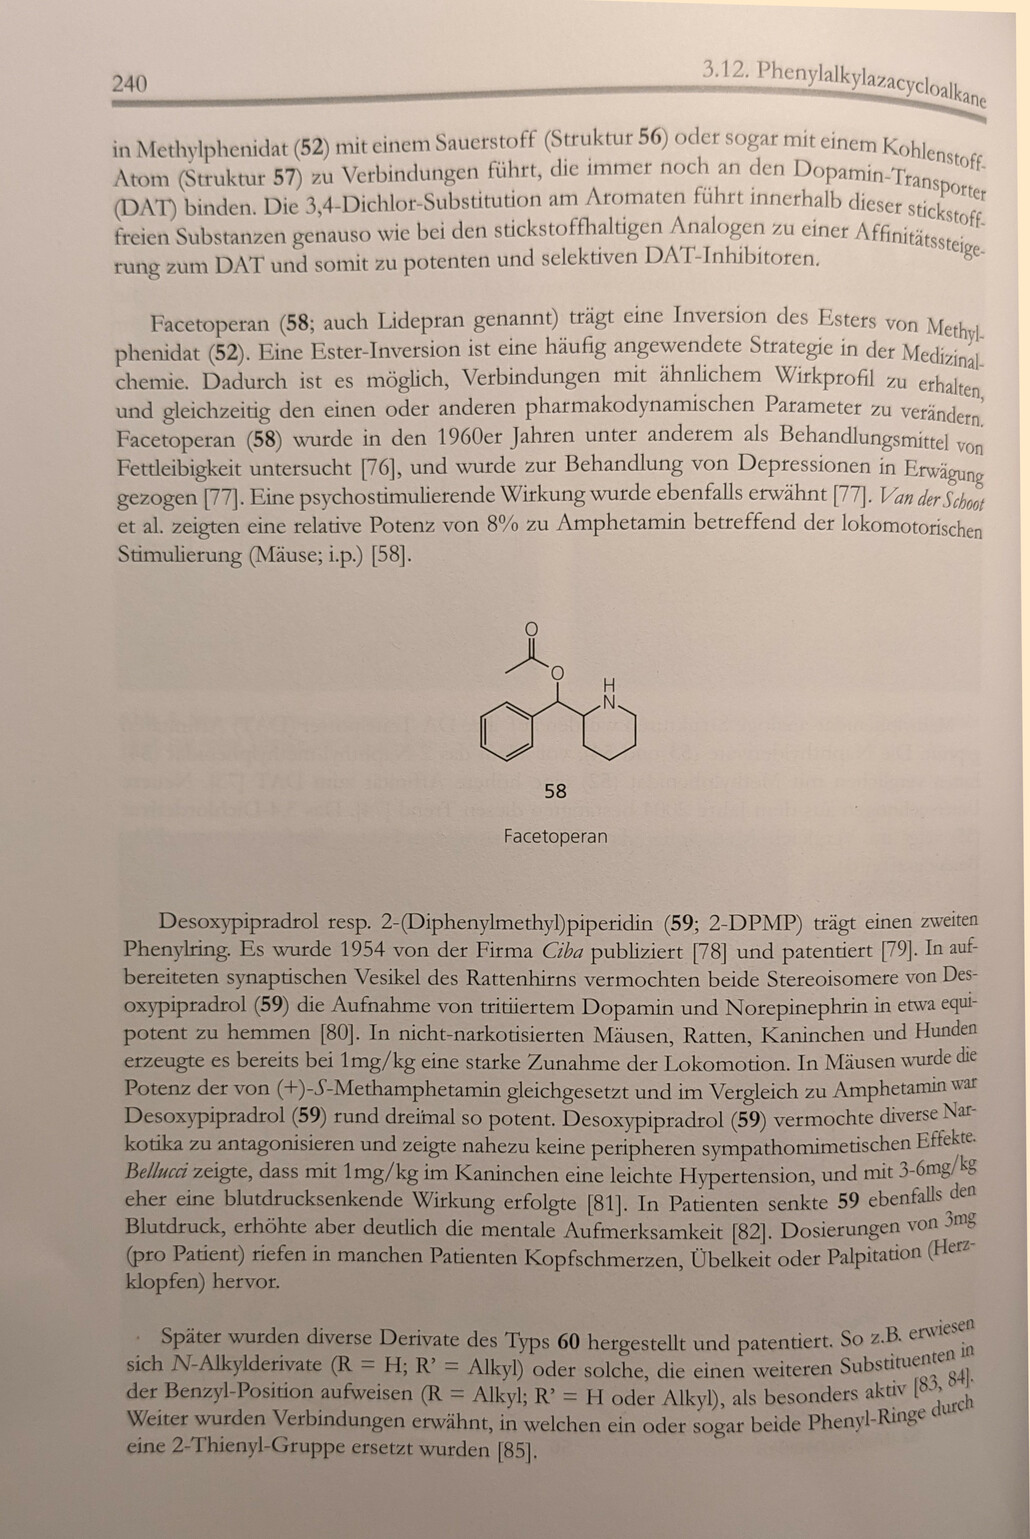 240
3.12. Phenylalkylazacycloalkane
in Methylphenidat (52) mit einem Sauerstoff (Struktur 56) oder sogar mit einem Kohlenstoff-
Atom (Struktur 57) zu Verbindungen führt, die immer noch an den Dopamin-Transporter
(DAT) binden. Die 3,4-Dichlor-Substitution am Aromaten führt innerhalb dieser stickstoff-
freien Substanzen genauso wie bei den stickstoffhaltigen Analogen zu einer Affinitätssteige-
rung zum DAT und somit zu potenten und selektiven DAT-Inhibitoren.
Facetoperan (58; auch Lidepran genannt) trägt eine Inversion des Esters von Methyl-
phenidat (52). Eine Ester-Inversion ist eine häufig angewendete Strategie in der Medizinal-
chemie. Dadurch ist es möglich, Verbindungen mit ähnlichem Wirkprofil zu erhalten,
und gleichzeitig den einen oder anderen pharmakodynamischen Parameter zu verändern.
Facetoperan (58) wurde in den 1960er Jahren unter anderem als Behandlungsmittel von
Fettleibigkeit untersucht [76], und wurde zur Behandlung von Depressionen in Erwägung
gezogen [77]. Eine psychostimulierende Wirkung wurde ebenfalls erwähnt [77]. Van der Schoot
et al. zeigten eine relative Potenz von 8% zu Amphetamin betreffend der lokomotorischen
Stimulierung (Mäuse; i.p.) [58].
O
O
H
N
58
Facetoperan
Desoxypipradrol resp. 2-(Diphenylmethyl)piperidin (59; 2-DPMP) trägt einen zweiten
Phenylring. Es wurde 1954 von der Firma Ciba publiziert [78] und patentiert [79]. In auf-
bereiteten synaptischen Vesikel des Rattenhirns vermochten beide Stereoisomere von Des-
oxypipradrol (59) die Aufnahme von tritiiertem Dopamin und Norepinephrin in etwa equi-
potent zu hemmen [80]. In nicht-narkotisierten Mäusen, Ratten, Kaninchen und Hunden
erzeugte es bereits bei 1mg/kg eine starke Zunahme der Lokomotion. In Mäusen wurde die
Potenz der von (+)-S-Methamphetamin gleichgesetzt und im Vergleich zu Amphetamin war
Desoxypipradrol (59) rund dreimal so potent. Desoxypipradrol (59) vermochte diverse Nar-
kotika zu antagonisieren und zeigte nahezu keine peripheren sympathomimetischen Effekte.
Bellucci zeigte, dass mit 1mg/kg im Kaninchen eine leichte Hypertension, und mit 3-6mg/kg
eher eine blutdrucksenkende Wirkung erfolgte [81]. In Patienten senkte 59 ebenfalls den
Blutdruck, erhöhte aber deutlich die mentale Aufmerksamkeit [82]. Dosierungen von 3mg
(pro Patient) riefen in manchen Patienten Kopfschmerzen, Übelkeit oder Palpitation (Herz-
klopfen) hervor.
Später wurden diverse Derivate des Typs 60 hergestellt und patentiert. So z.B. erwiesen
sich N-Alkylderivate (R = H; R' = Alkyl) oder solche, die einen weiteren Substituenten in
der Benzyl-Position aufweisen (R = Alkyl; R' = H oder Alkyl), als besonders aktiv [83, 84].
Weiter wurden Verbindungen erwähnt, in welchen ein oder sogar beide Phenyl-Ringe durch
eine 2-Thienyl-Gruppe ersetzt wurden [85].